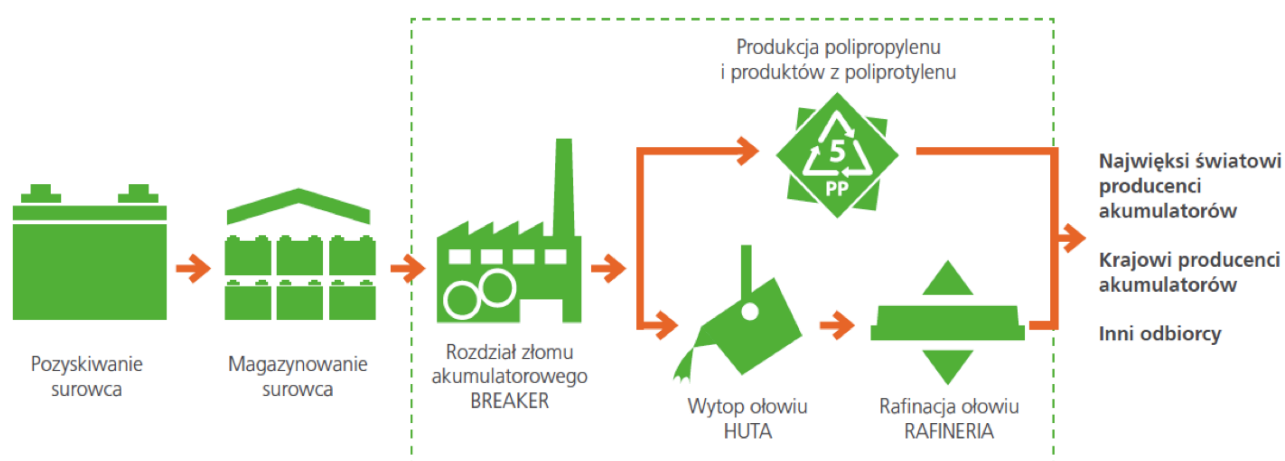 Pozyskiwanie
surowca
Magazynowanie
surowca
Rozdział złomu
akumulatorowego
BREAKER
Produkcja polipropylenu
i produktów z poliprotylenu
5
PP
Wytop ołowiu
HUTA
Rafinacja ołowiu
RAFINERIA
Najwięksi światowi
producenci
akumulatorów
Krajowi producenci
akumulatorów
Inni odbiorcy